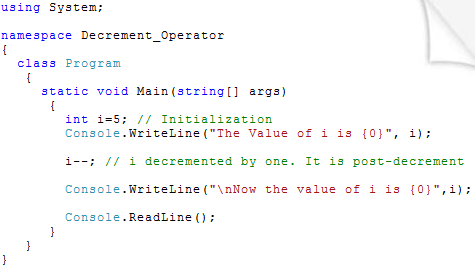 using System;
namespace Decrement_Operator
{
class Program
{
static void Main(string[] args)
{
int i=5; // Initialization
Console.WriteLine("The Value of i is {0}", i);
i--; // i decremented by one. It is post-decrement
Console.WriteLine("\nNow the value of i is {0}",i);
Console.ReadLine();
}
}
}